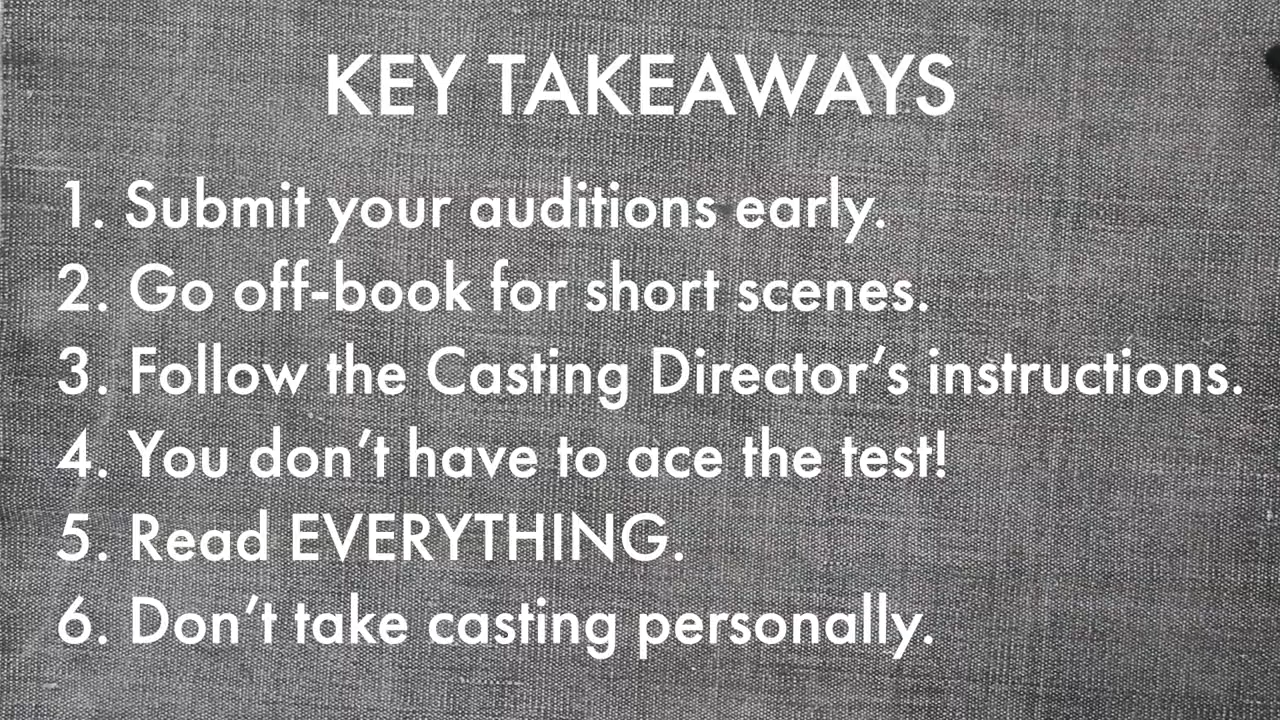 KEY TAKEAWAYS
1. Submit your auditions early.
2. Go off-book for short scenes.
3. Follow the Casting Director’s instructions.
4. You don’t have to ace the test!
5. Read EVERYTHING.
6. Don’t take casting personally.